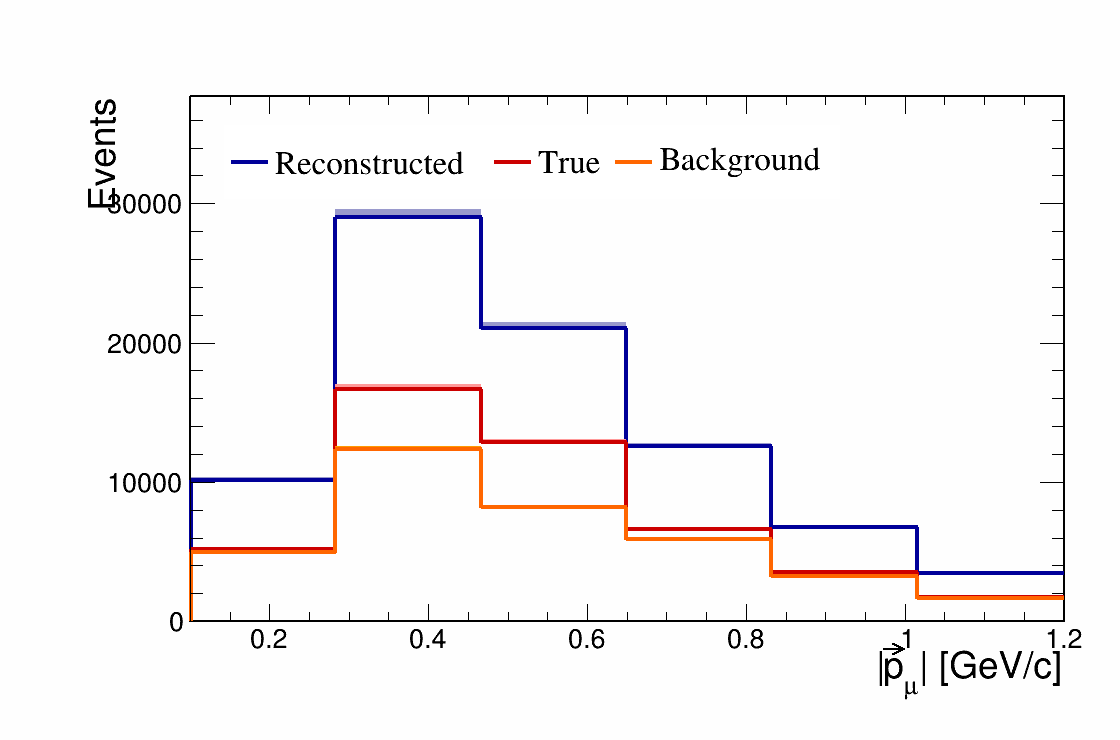 Events
Reconstructed True Background
30000
20000
10000
0
0.2 0.4 0.6 0.8 1 1.2
|p⃗μ| [GeV/c]